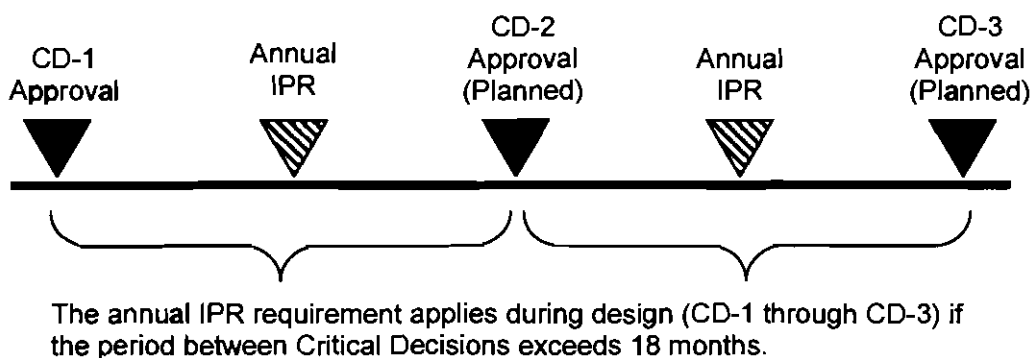 CD-1
Approval
Annual
IPR
CD-2
Approval
(Planned)
Annual
IPR
CD-3
Approval
(Planned)
The annual IPR requirement applies during design (CD-1 through CD-3) if
the period between Critical Decisions exceeds 18 months.